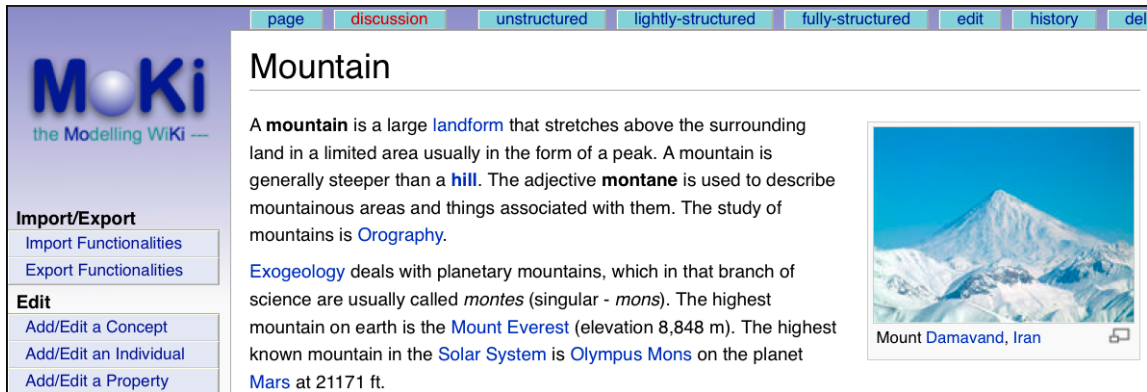 page discussion unstructured lightly-structured fully-structured edit history del
MoKi
the Modelling WiKi ---
Import/Export
Import Functionalities
Export Functionalities
Edit
Add/Edit a Concept
Add/Edit an Individual
Add/Edit a Property
Mountain
A mountain is a large landform that stretches above the surrounding
land in a limited area usually in the form of a peak. A mountain is
generally steeper than a hill. The adjective montane is used to describe
mountainous areas and things associated with them. The study of
mountains is Orography.
Exogeology deals with planetary mountains, which in that branch of
science are usually called montes (singular - mons). The highest
mountain on earth is the Mount Everest (elevation 8,848 m). The highest
known mountain in the Solar System is Olympus Mons on the planet
Mars at 21171 ft.
Mount Damavand, Iran